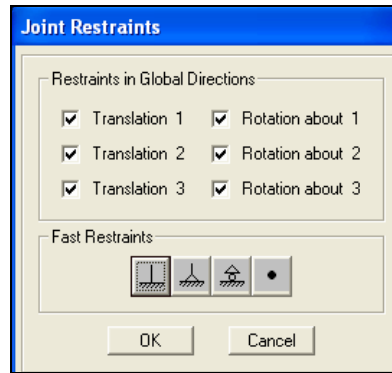 Joint Restraints
Restraints in Global Directions
Translation 1 Rotation about 1
Translation 2 Rotation about 2
Translation 3 Rotation about 3
Fast Restraints
OK Cancel